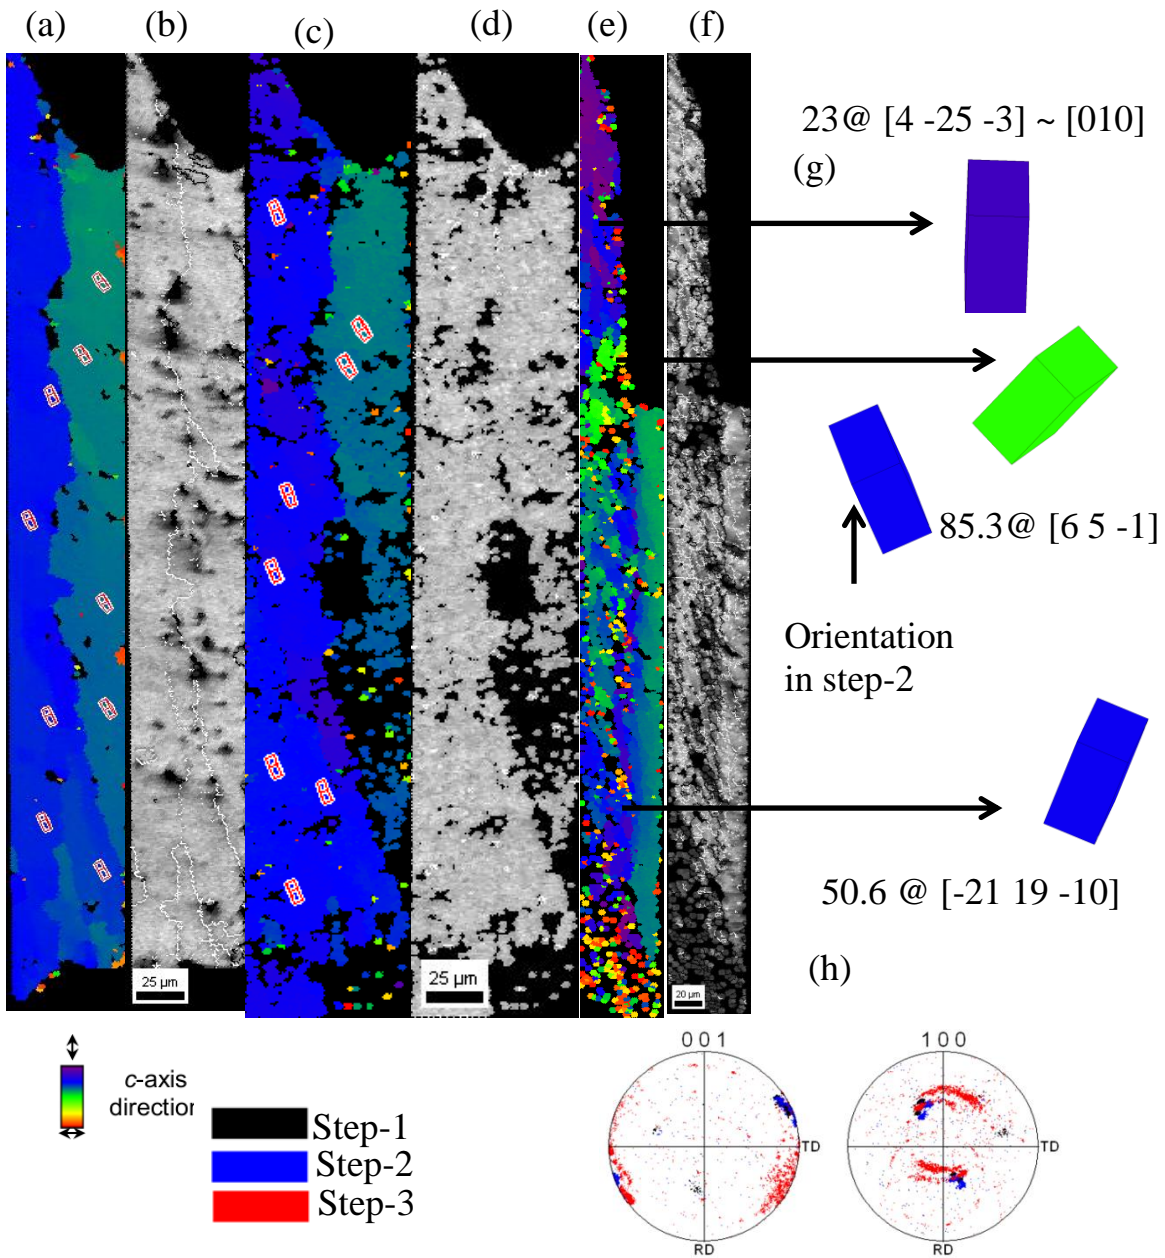 (a)
(b)
(c)
(d)
(e)
(f)
23@ [4 -25 -3] ~ [010]
(g)
85.3@ [6 5 -1]
Orientation
in step-2
50.6 @ [-21 19 -10]
(h)
25 µm
25 µm
20 µm
c-axis
direction
Step-1
Step-2
Step-3
0 0 1
TD
RD
1 0 0
TD
RD